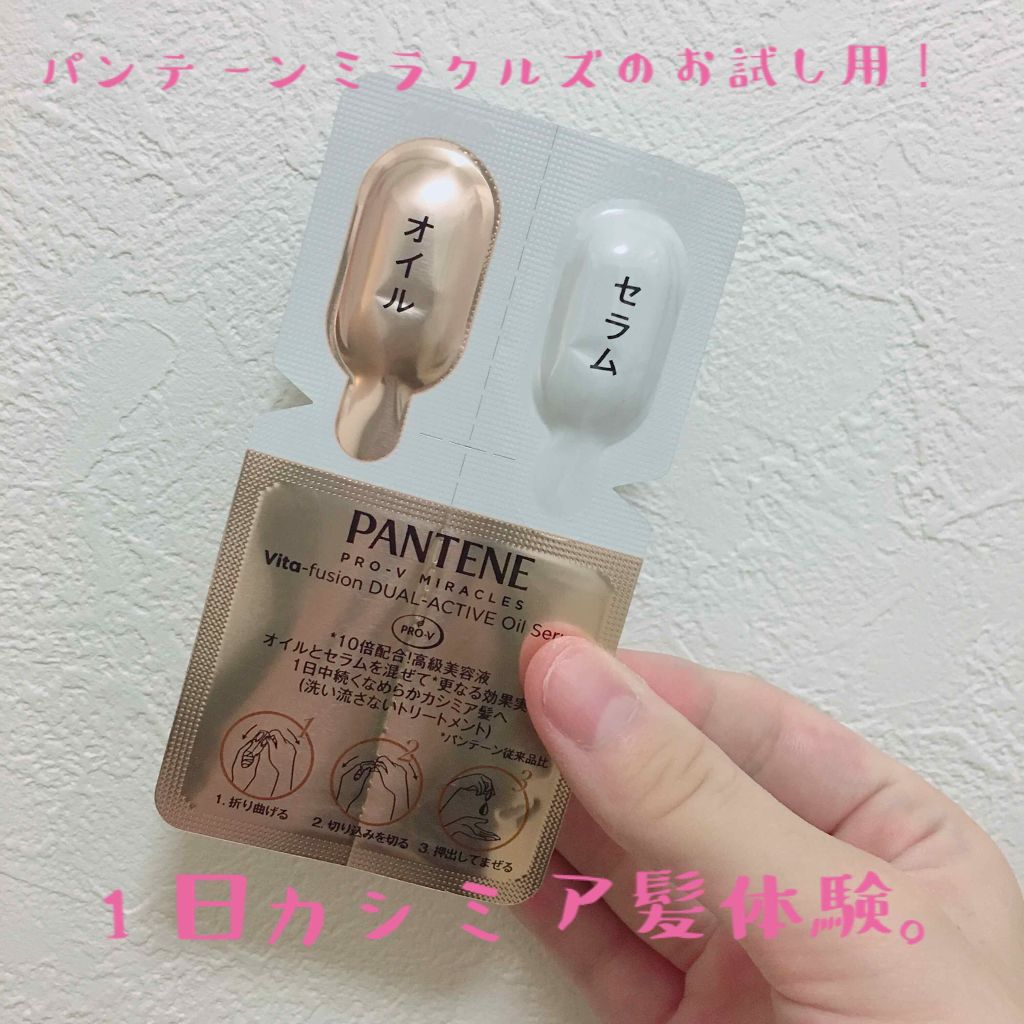 パンテーンミラクルズのお試し用！
オイル
セラム
PANTENE
PRO-V MIRACLES
Vita-fusion DUAL-ACTIVE Oil
PRO-V
*10倍配合!高級美容液
オイルとセラムを混ぜて*更なる効果実
1日中続くなめらかカシミア髪へ
(洗い流さないトリートメント)
*パンテーン従来品比
1
2
3
1. 折り曲げる
2. 切り込みを切る
3. 押出してまぜる
1日カシミア髪体験。